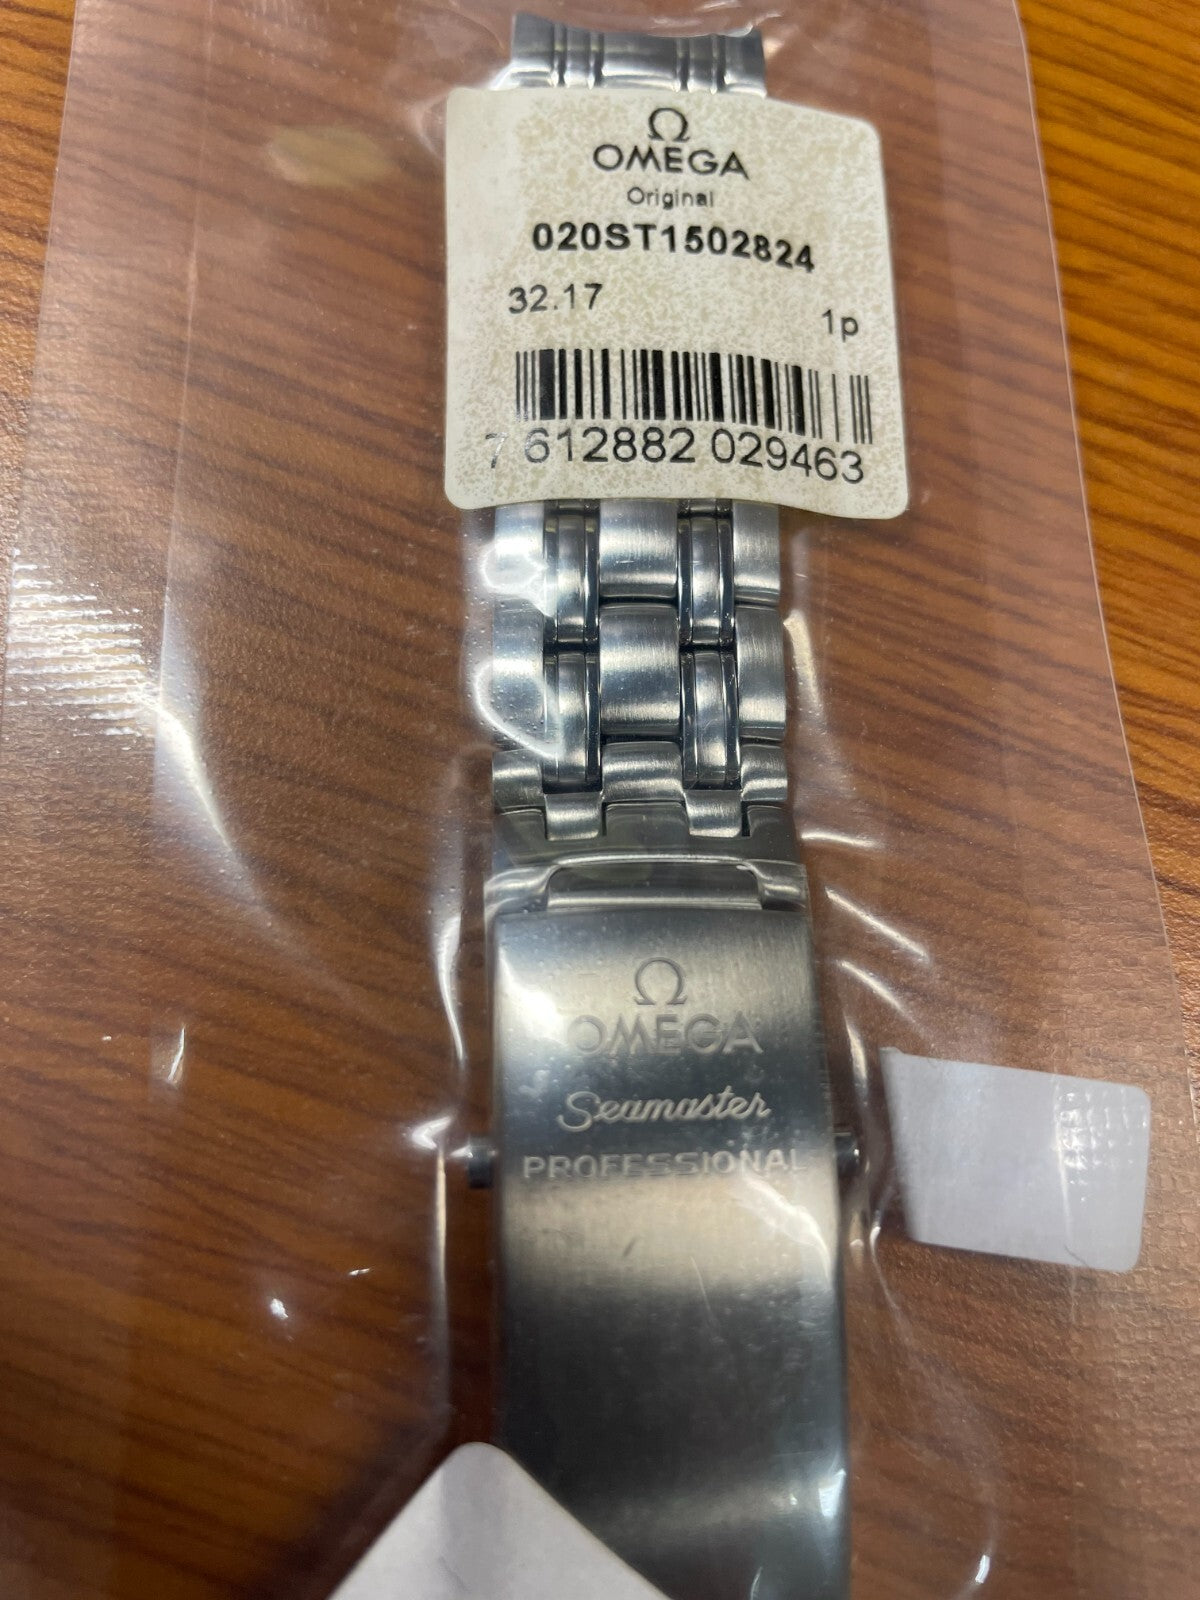 Ω
OMEGA
Original
020ST1502824
32.17
1p
7 612882 029463
Ω
OMEGA
Seamaster
PROFESSIONAL